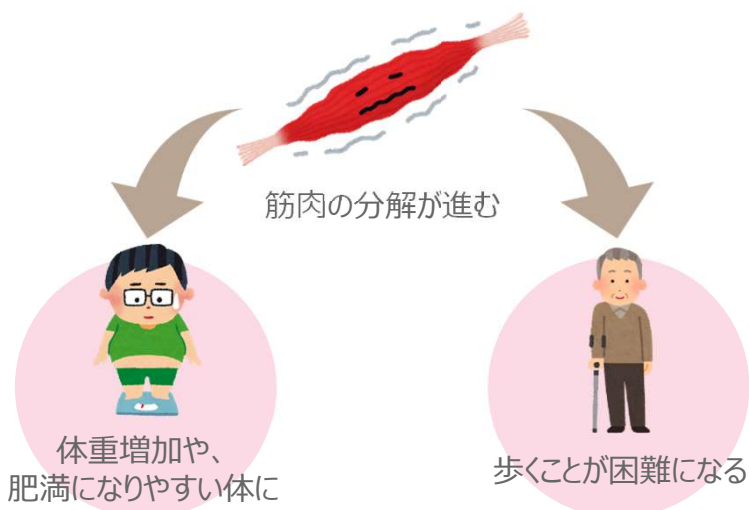 筋肉の分解が進む
体重増加や、
肥満になりやすい体に
歩くことが困難になる